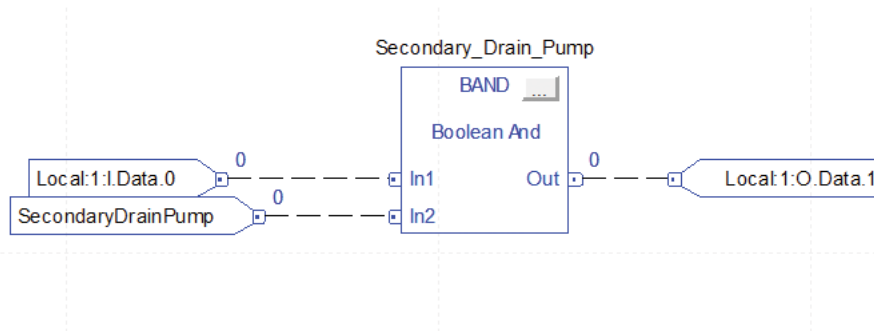 Secondary_Drain_Pump
BAND ...
Boolean And
0
Local:1:I.Data.0
In1
Out
0
Local:1:O.Data.1
0
SecondaryDrainPump
In2